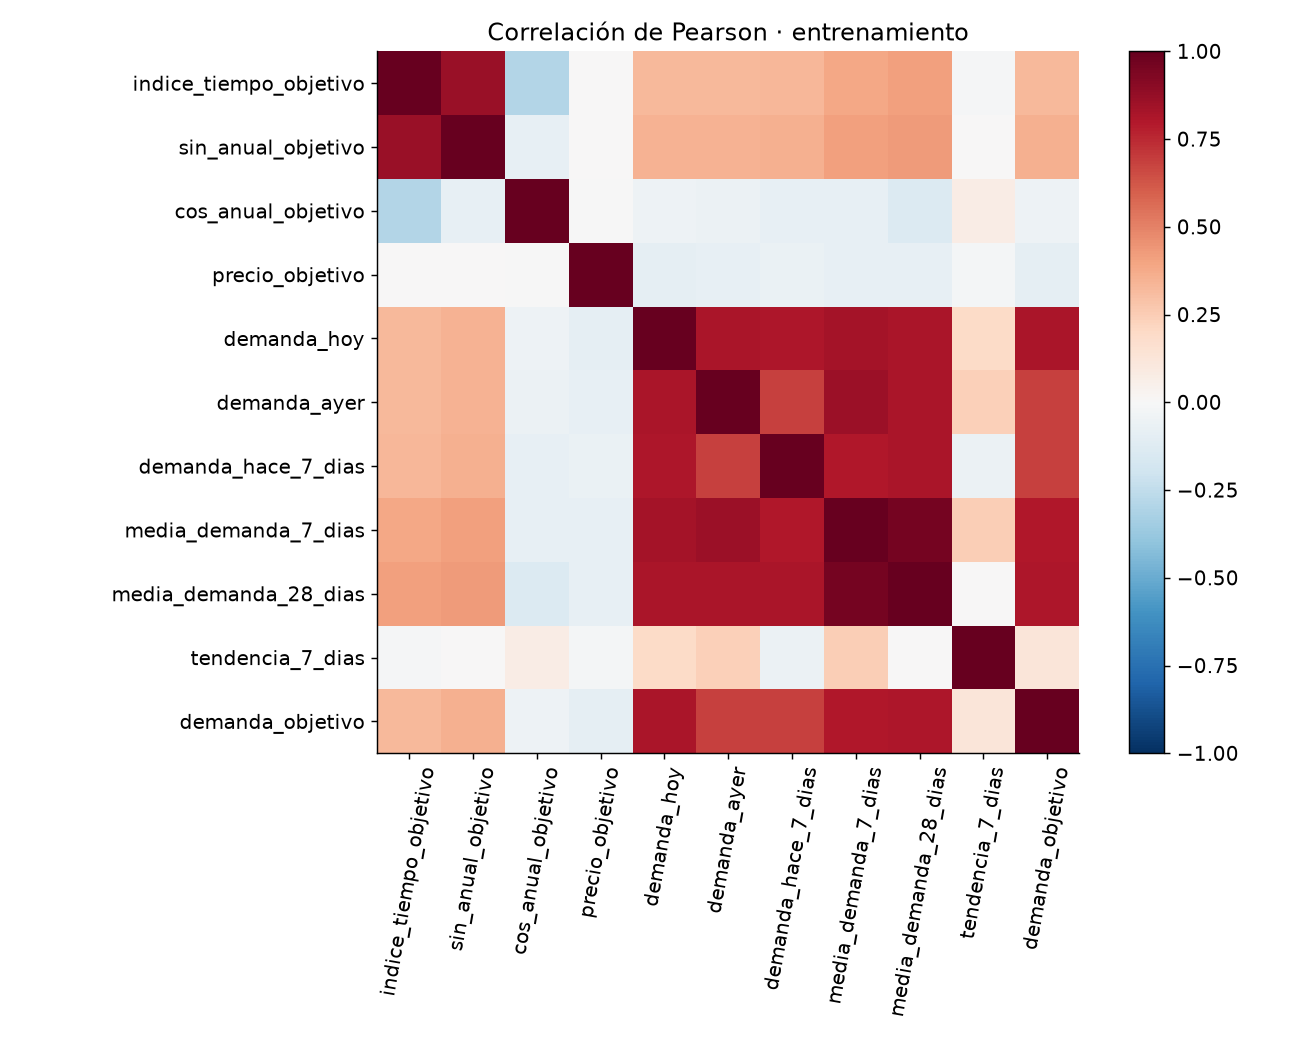 Correlación de Pearson · entrenamiento
indice_tiempo_objetivo
sin_anual_objetivo
cos_anual_objetivo
precio_objetivo
demanda_hoy
demanda_ayer
demanda_hace_7_dias
media_demanda_7_dias
media_demanda_28_dias
tendencia_7_dias
demanda_objetivo
indice_tiempo_objetivo
sin_anual_objetivo
cos_anual_objetivo
precio_objetivo
demanda_hoy
demanda_ayer
demanda_hace_7_dias
media_demanda_7_dias
media_demanda_28_dias
tendencia_7_dias
demanda_objetivo
1.00
0.75
0.50
0.25
0.00
−0.25
−0.50
−0.75
−1.00